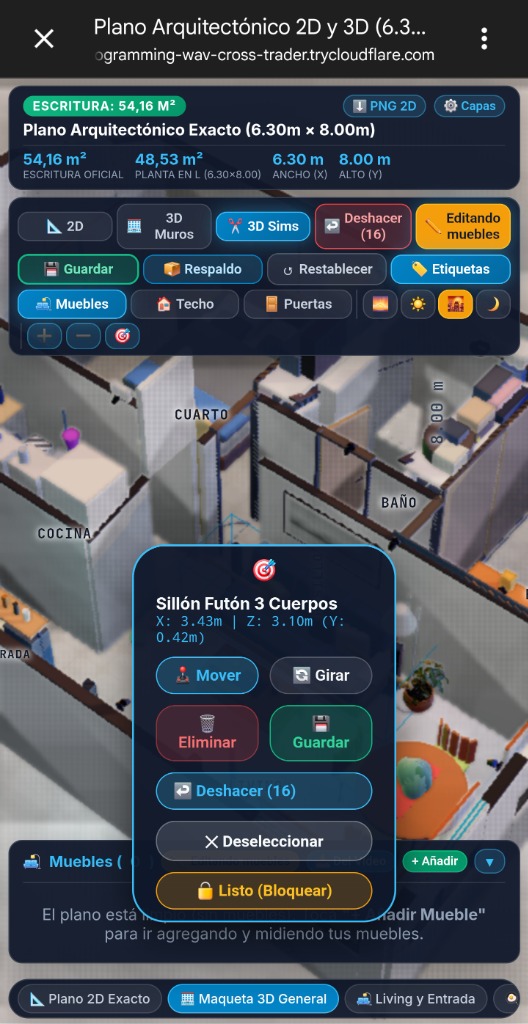 Plano Arquitectónico 2D y 3D (6.3...
ogramming-wav-cross-trader.trycloudflare.com
ESCRITURA: 54,16 M²
PNG 2D
Capas
Plano Arquitectónico Exacto (6.30m × 8.00m)
54,16 m²
48,53 m²
6.30 m
8.00 m
ESCRITURA OFICIAL
PLANTA EN L (6.30×8.00)
ANCHO (X)
ALTO (Y)
2D
3D
Muros
3D Sims
Deshacer
(16)
Editando
muebles
Guardar
Respaldo
Restablecer
Etiquetas
Muebles
Techo
Puertas
CUARTO
8.00 m
BAÑO
COCINA
RADA
Sillón Futón 3 Cuerpos
X: 3.43m | Z: 3.10m (Y:
0.42m)
Mover
Girar
Eliminar
Guardar
Deshacer (16)
Deseleccionar
Listo (Bloquear)
Muebles (
+ Añadir
El plano está
adir Mueble"
para ir agregando y midiendo tus muebles.
Plano 2D Exacto
Maqueta 3D General
Living y Entrada